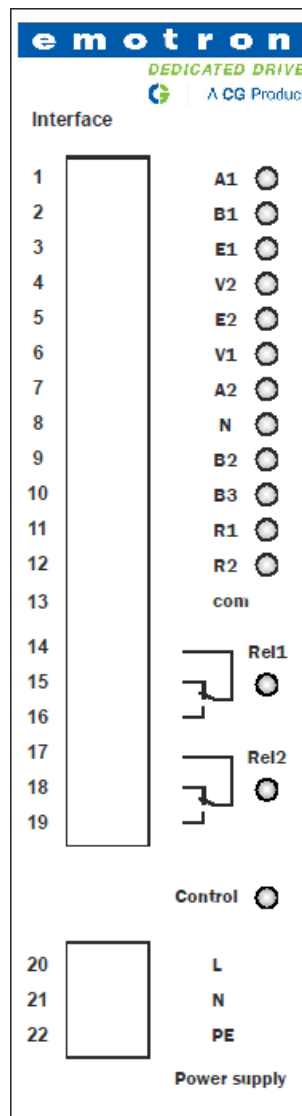 emotron
DEDICATED DRIVE
A CG Product
Interface
1 A1
2 B1
3 E1
4 V2
5 E2
6 V1
7 A2
8 N
9 B2
10 B3
11 R1
12 R2
13 com
14 Rel1
15
16
17 Rel2
18
19
Control
20 L
21 N
22 PE
Power supply